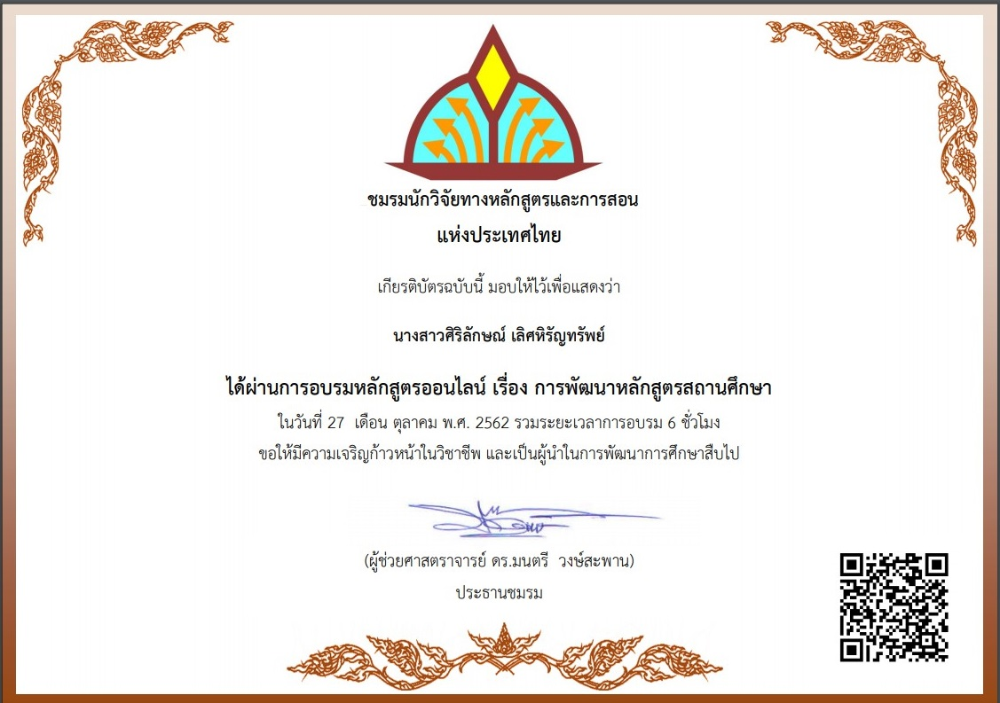 ชมรมนักวิจัยทางหลักสูตรและการสอน
แห่งประเทศไทย
เกียรติบัตรฉบับนี้ มอบให้ไว้เพื่อแสดงว่า
นางสาวศิริลักษณ์ เลิศหิรัญทรัพย์
ได้ผ่านการอบรมหลักสูตรออนไลน์ เรื่อง การพัฒนาหลักสูตรสถานศึกษา
ในวันที่ 27 เดือน ตุลาคม พ.ศ. 2562 รวมระยะเวลาการอบรม 6 ชั่วโมง
ขอให้มีความเจริญก้าวหน้าในวิชาชีพ และเป็นผู้นำในการพัฒนาการศึกษาสืบไป
(ผู้ช่วยศาสตราจารย์ ดร.มนตรี วงษ์สะพาน)
ประธานชมรม